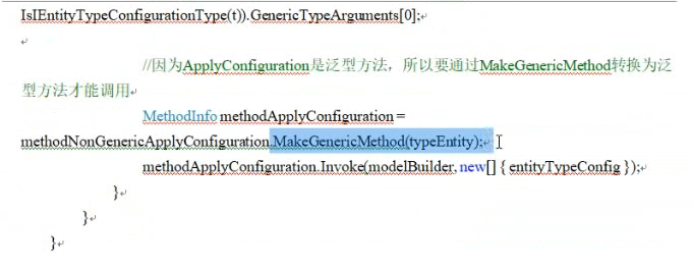 IsIEntityTypeConfigurationType(t)).GenericTypeArguments[0];
//因为ApplyConfiguration是泛型方法，所以要通过MakeGenericMethod转换为泛
型方法才能调用
MethodInfo methodApplyConfiguration =
methodNonGenericApplyConfiguration.MakeGenericMethod(typeEntity);
methodApplyConfiguration.Invoke(modelBuilder, new[] { entityTypeConfig });
}
}
}